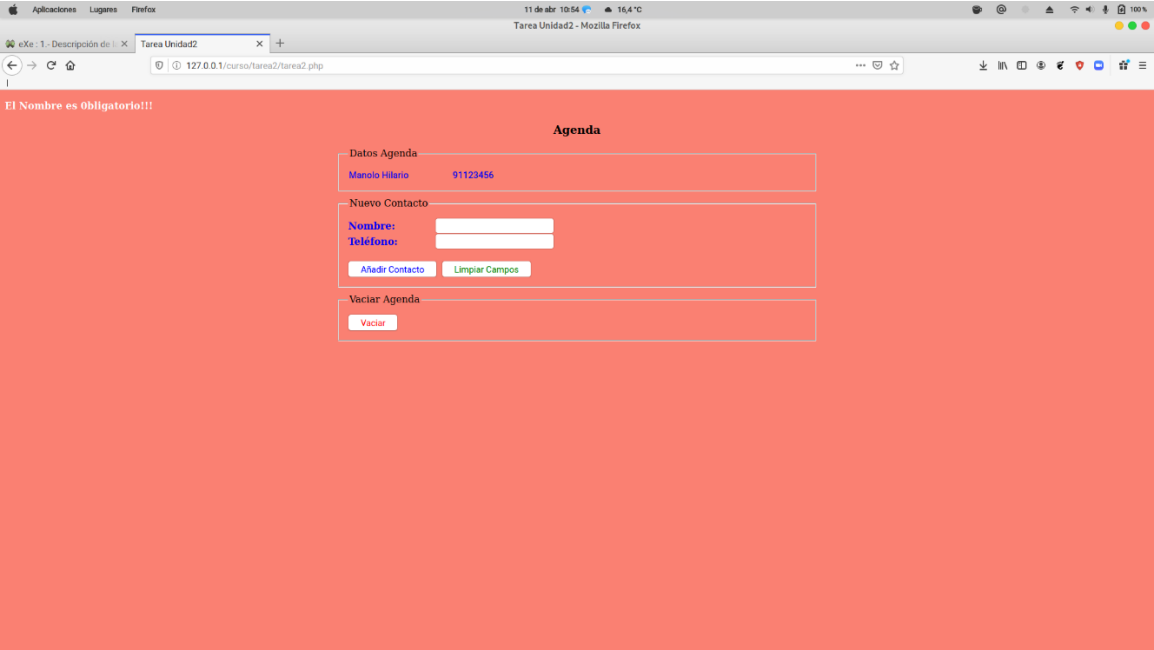 Aplicaciones Lugares Firefox 11 de abr 10:54 16,4 °C 100 %
Tarea Unidad2 - Mozilla Firefox
eXe : 1.- Descripción de l Tarea Unidad2
127.0.0.1/curso/tarea2/tarea2.php
El Nombre es 0bligatorio!!!
Agenda
Datos Agenda
Manolo Hilario 91123456
Nuevo Contacto
Nombre:
Teléfono:
Añadir Contacto Limpiar Campos
Vaciar Agenda
Vaciar